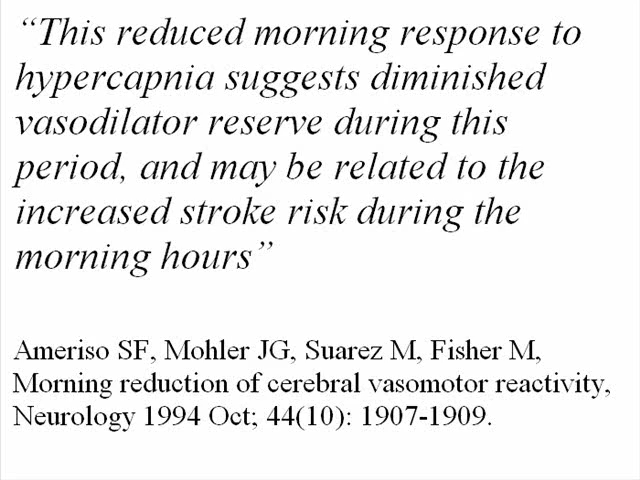 “This reduced morning response to
hypercapnia suggests diminished
vasodilator reserve during this
period, and may be related to the
increased stroke risk during the
morning hours”
Ameriso SF, Mohler JG, Suarez M, Fisher M,
Morning reduction of cerebral vasomotor reactivity,
Neurology 1994 Oct; 44(10): 1907-1909.